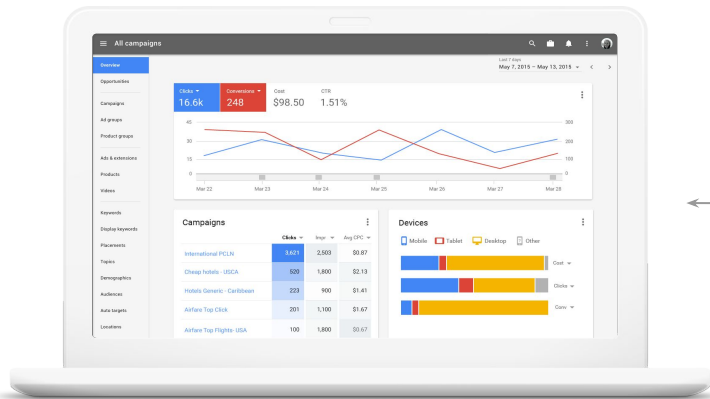 All campaigns
Last 7 days
May 7, 2015 – May 13, 2015
Overview
Opportunities
Campaigns
Ad groups
Product groups
Ads & extensions
Products
Videos
Keywords
Display keywords
Placements
Topics
Demographics
Audiences
Auto targets
Locations
Clicks Conversions Cost CTR
16.6k 248 $98.50 1.51%
45 300
30 200
15 100
0 0
Mar 22 Mar 23 Mar 24 Mar 25 Mar 26 Mar 27 Mar 28
Campaigns
Clicks Impr Avg CPC
International PCLN 3,621 2,503 $0.87
Cheap hotels - USCA 520 1,800 $2.13
Hotels Generic - Caribbean 223 900 $1.41
Airfare Top Click 201 1,100 $1.67
Airfare Top Flights- USA 100 1,800 $0.67
Devices
Mobile Tablet Desktop Other
Cost
Clicks
Conv